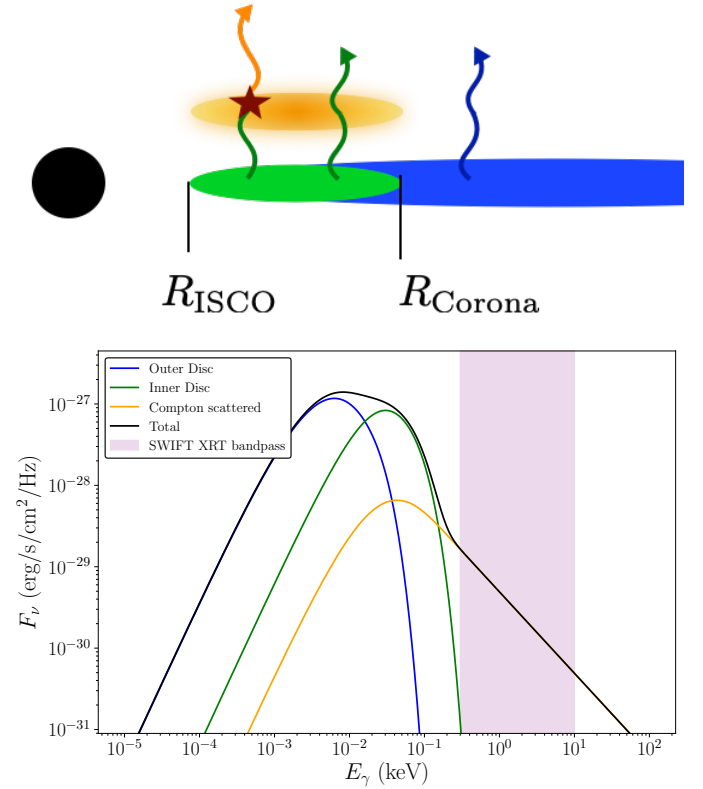 R_ISCO R_Corona
Outer Disc
Inner Disc
Compton scattered
Total
SWIFT XRT bandpass
F_ν (erg/s/cm^2/Hz)
10^−27
10^−28
10^−29
10^−30
10^−31
10^−5 10^−4 10^−3 10^−2 10^−1 10^0 10^1 10^2
E_γ (keV)